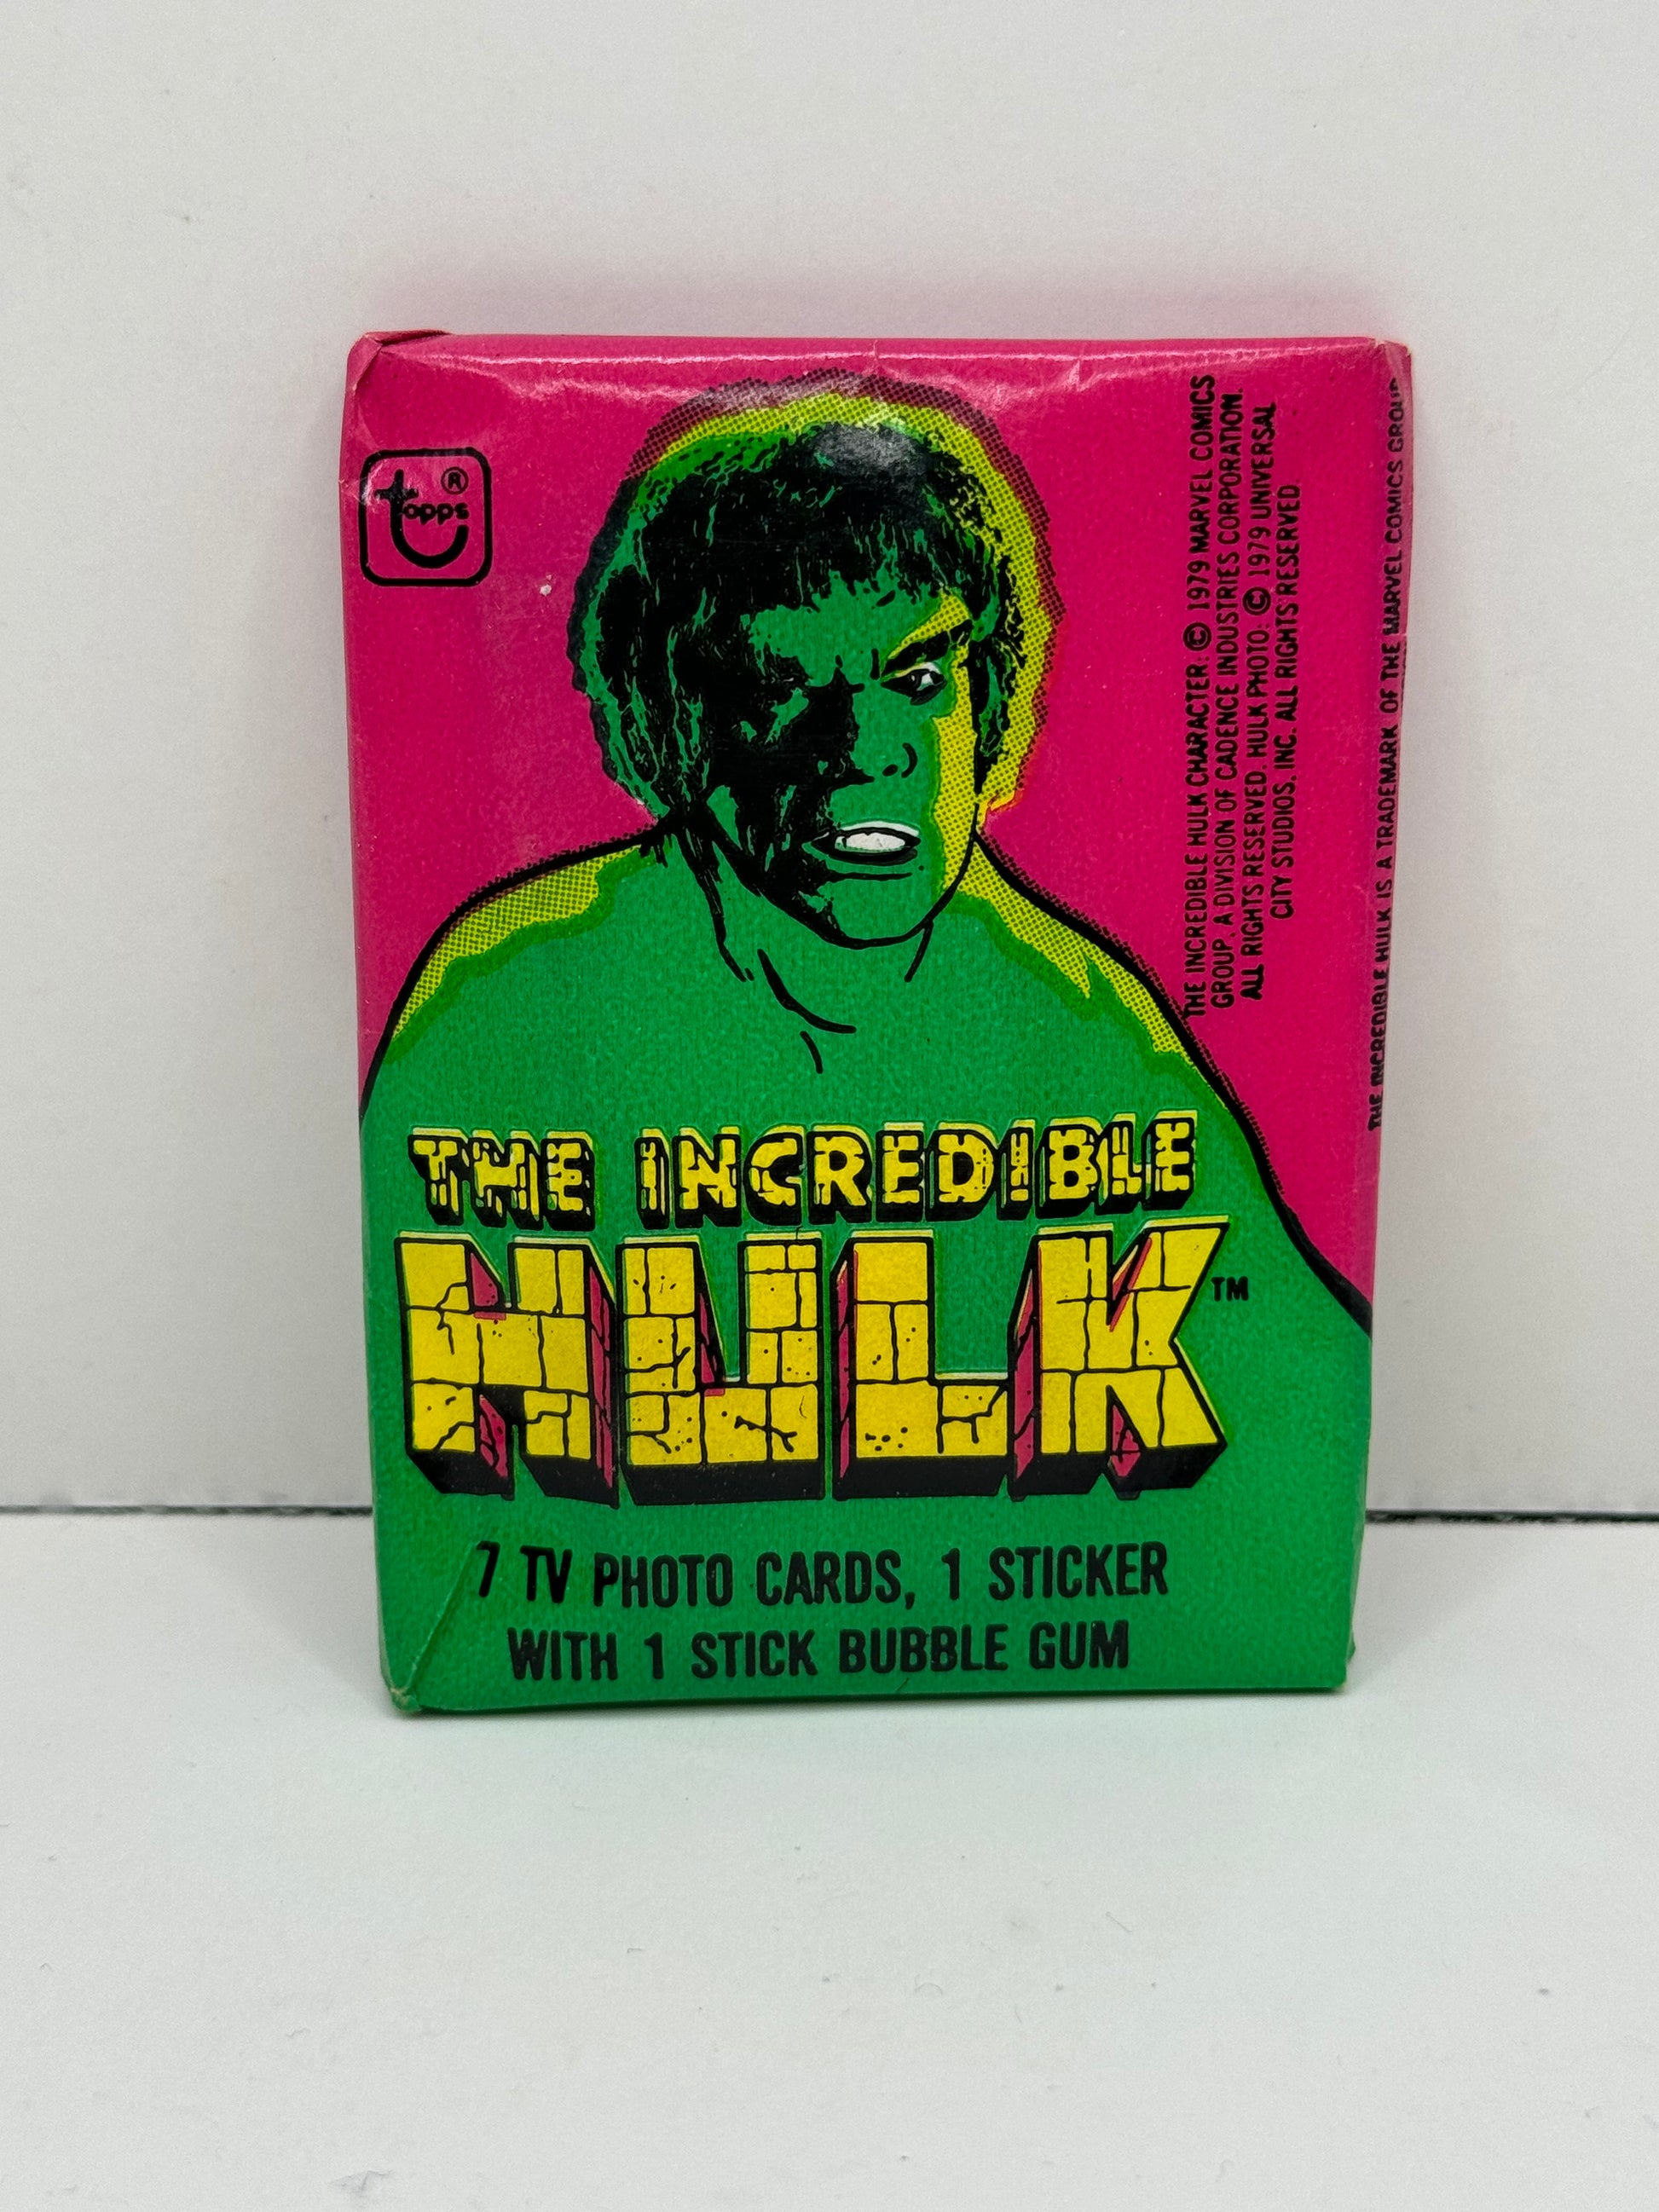 topps®
THE INCREDIBLE HULK CHARACTER: © 1979 MARVEL COMICS
GROUP, A DIVISION OF CADENCE INDUSTRIES CORPORATION.
ALL RIGHTS RESERVED. HULK PHOTO: © 1979 UNIVERSAL
CITY STUDIOS, INC. ALL RIGHTS RESERVED
THE INCREDIBLE HULK IS A TRADEMARK OF THE MARVEL COMICS GROUP
THE INCREDIBLE
HULK™
7 TV PHOTO CARDS, 1 STICKER
WITH 1 STICK BUBBLE GUM